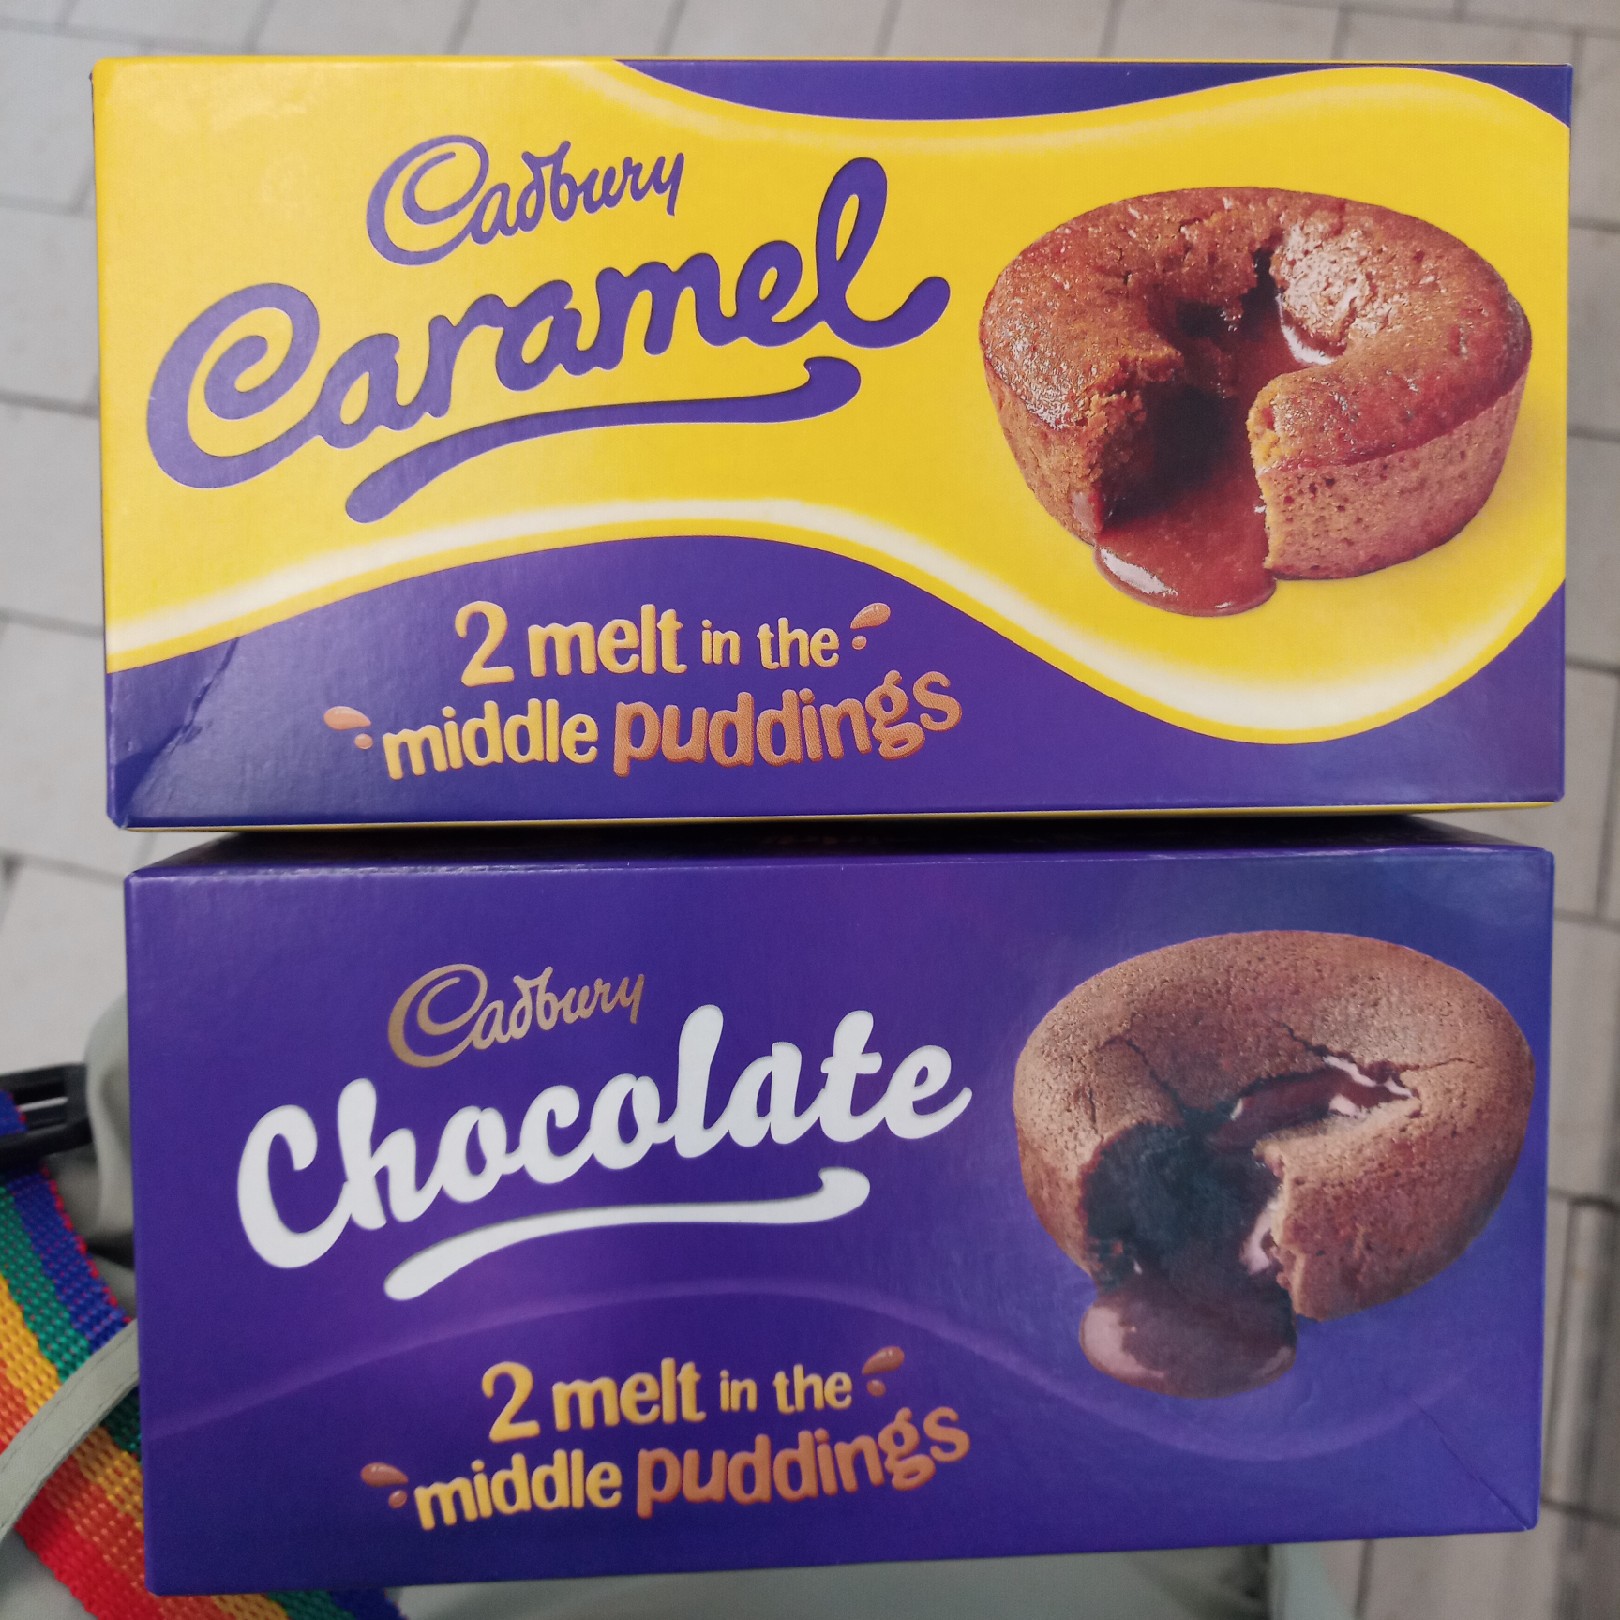 Cadbury
Caramel
2 melt in the
middle puddings
Cadbury
Chocolate
2 melt in the
middle puddings